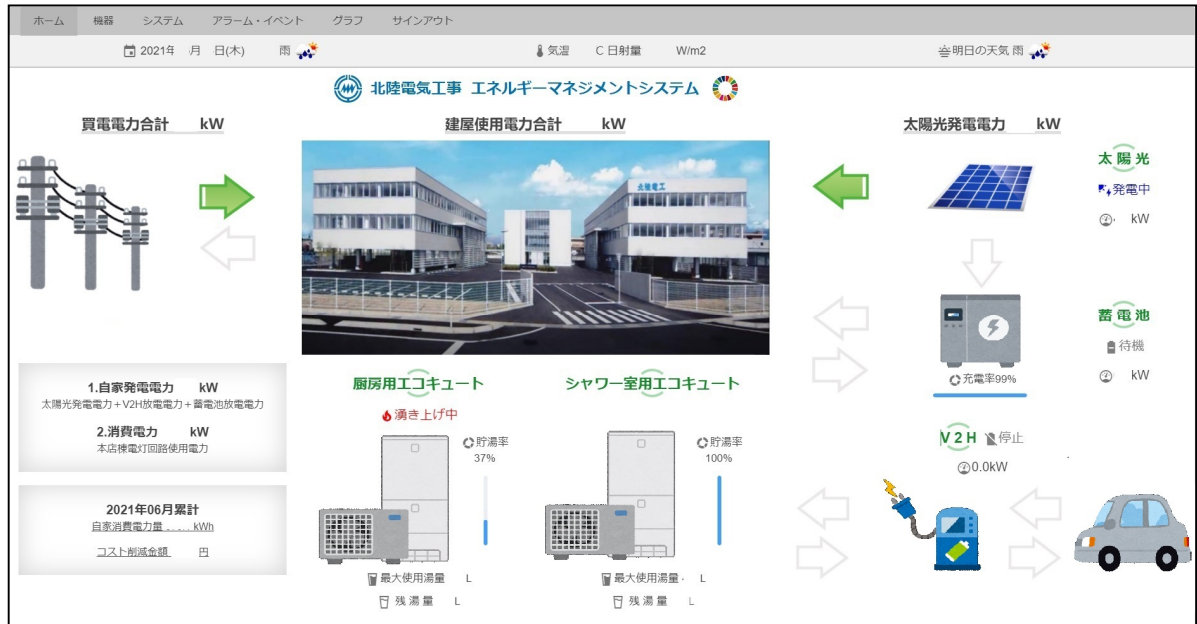 ホーム 機器 システム アラーム・イベント グラフ サインアウト
2021年 月 日(木) 雨 気温 C 日射量 W/m2 明日の天気 雨
北陸電気工事 エネルギーマネジメントシステム
買電電力合計 kW
建屋使用電力合計 kW
太陽光発電電力 kW
北陸電工
太陽光
発電中
kW
蓄電池
待機
kW
充電率99%
1.自家発電電力 kW
太陽光発電電力+V2H放電電力+蓄電池放電電力
2.消費電力 kW
本店棟電灯回路使用電力
2021年06月累計
自家消費電力量 kWh
コスト削減金額 円
厨房用エコキュート
湧き上げ中
貯湯率
37%
最大使用湯量 L
残湯量 L
シャワー室用エコキュート
貯湯率
100%
最大使用湯量 L
残湯量 L
V2H 停止
0.0kW